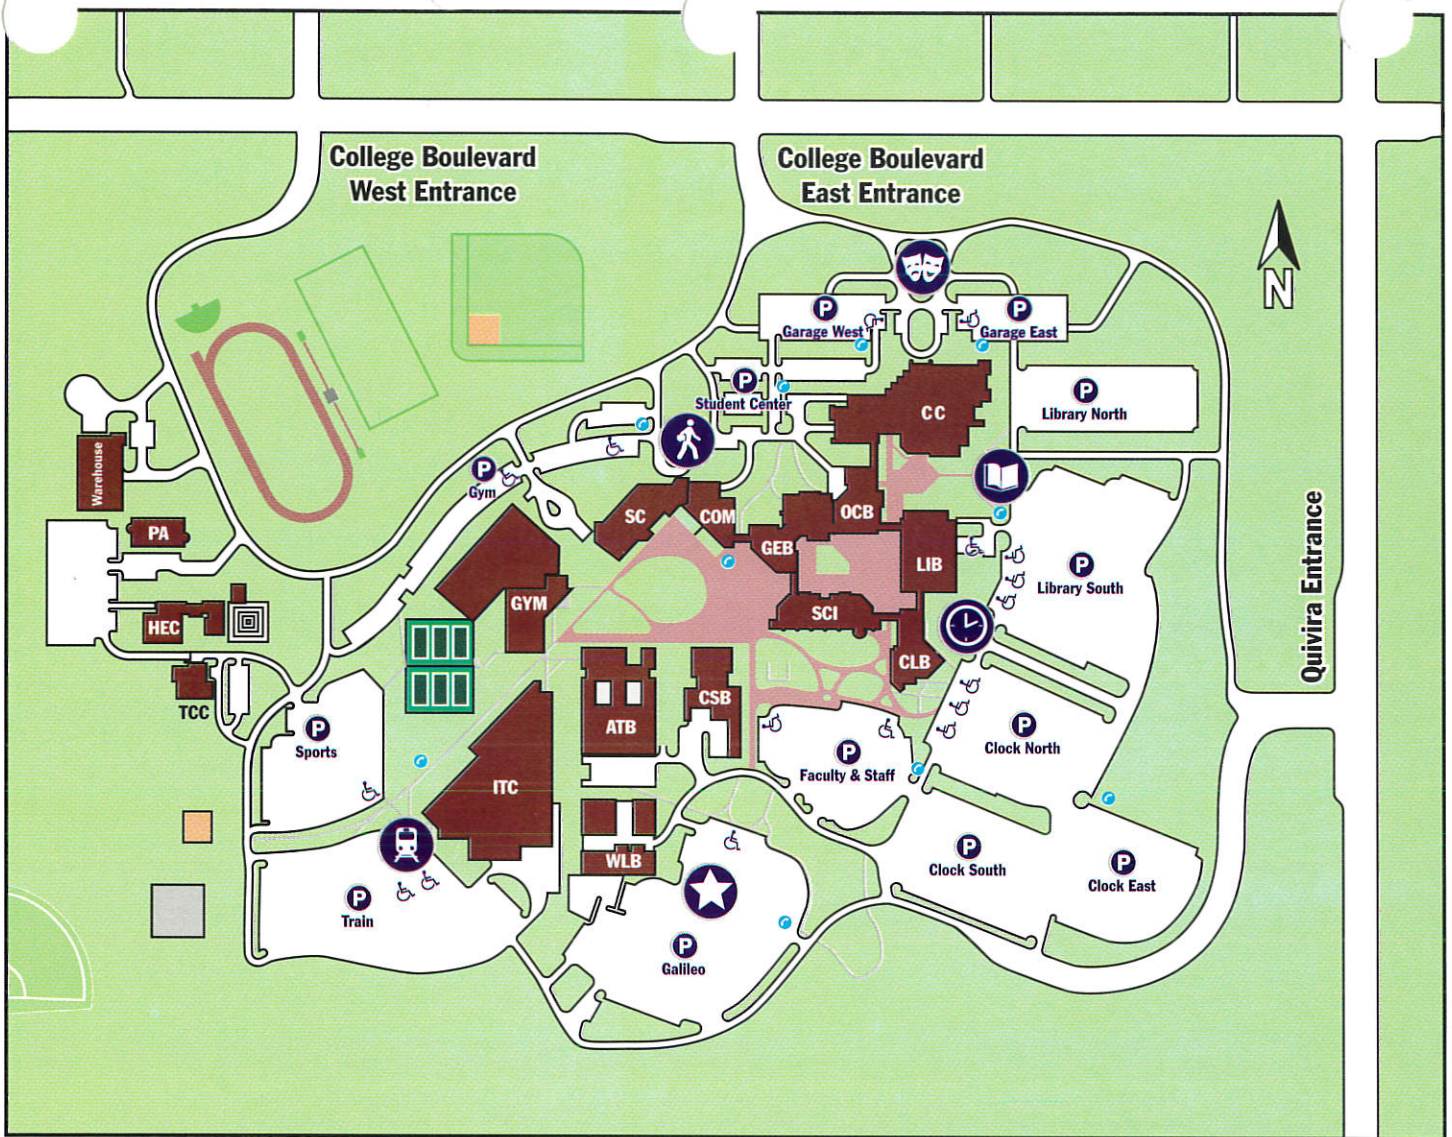 College Boulevard
West Entrance
College Boulevard
East Entrance
N
P
Garage West
P
Garage East
P
Student Center
P
Library North
CC
P
Gym
Warehouse
PA
SC
COM
OCB
GEB
LIB
P
Library South
Quivira Entrance
GYM
SCI
HEC
CLB
TCC
ATB
CSB
P
Sports
P
Clock North
P
Faculty & Staff
ITC
WLB
P
Clock South
P
Clock East
P
Train
P
Galileo